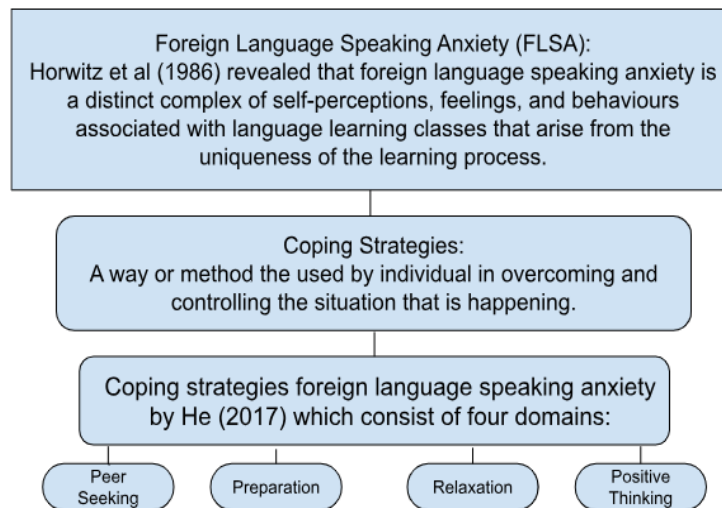 Foreign Language Speaking Anxiety (FLSA):
Horwitz et al (1986) revealed that foreign language speaking anxiety is
a distinct complex of self-perceptions, feelings, and behaviours
associated with language learning classes that arise from the
uniqueness of the learning process.
Coping Strategies:
A way or method the used by individual in overcoming and
controlling the situation that is happening.
Coping strategies foreign language speaking anxiety
by He (2017) which consist of four domains:
Peer
Seeking
Preparation
Relaxation
Positive
Thinking